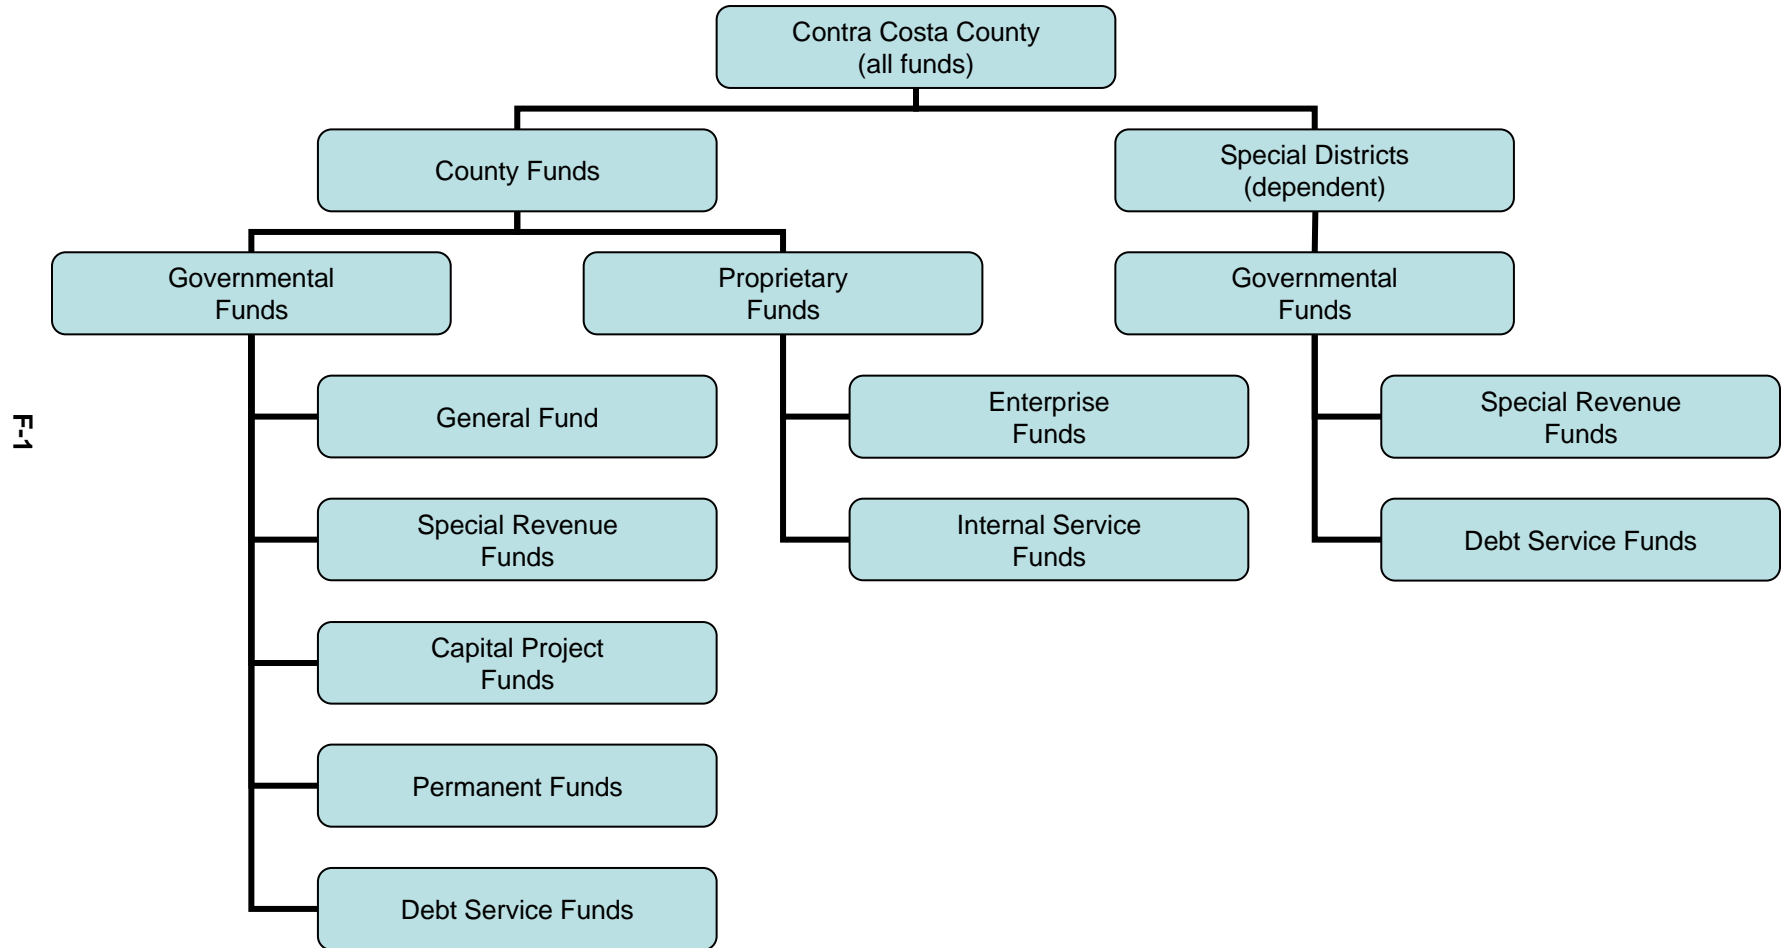 Contra Costa County
(all funds)
County Funds
Special Districts
(dependent)
Governmental
Funds
Proprietary
Funds
Governmental
Funds
General Fund
Enterprise
Funds
Special Revenue
Funds
Special Revenue
Funds
Internal Service
Funds
Debt Service Funds
Capital Project
Funds
Permanent Funds
Debt Service Funds
F-1